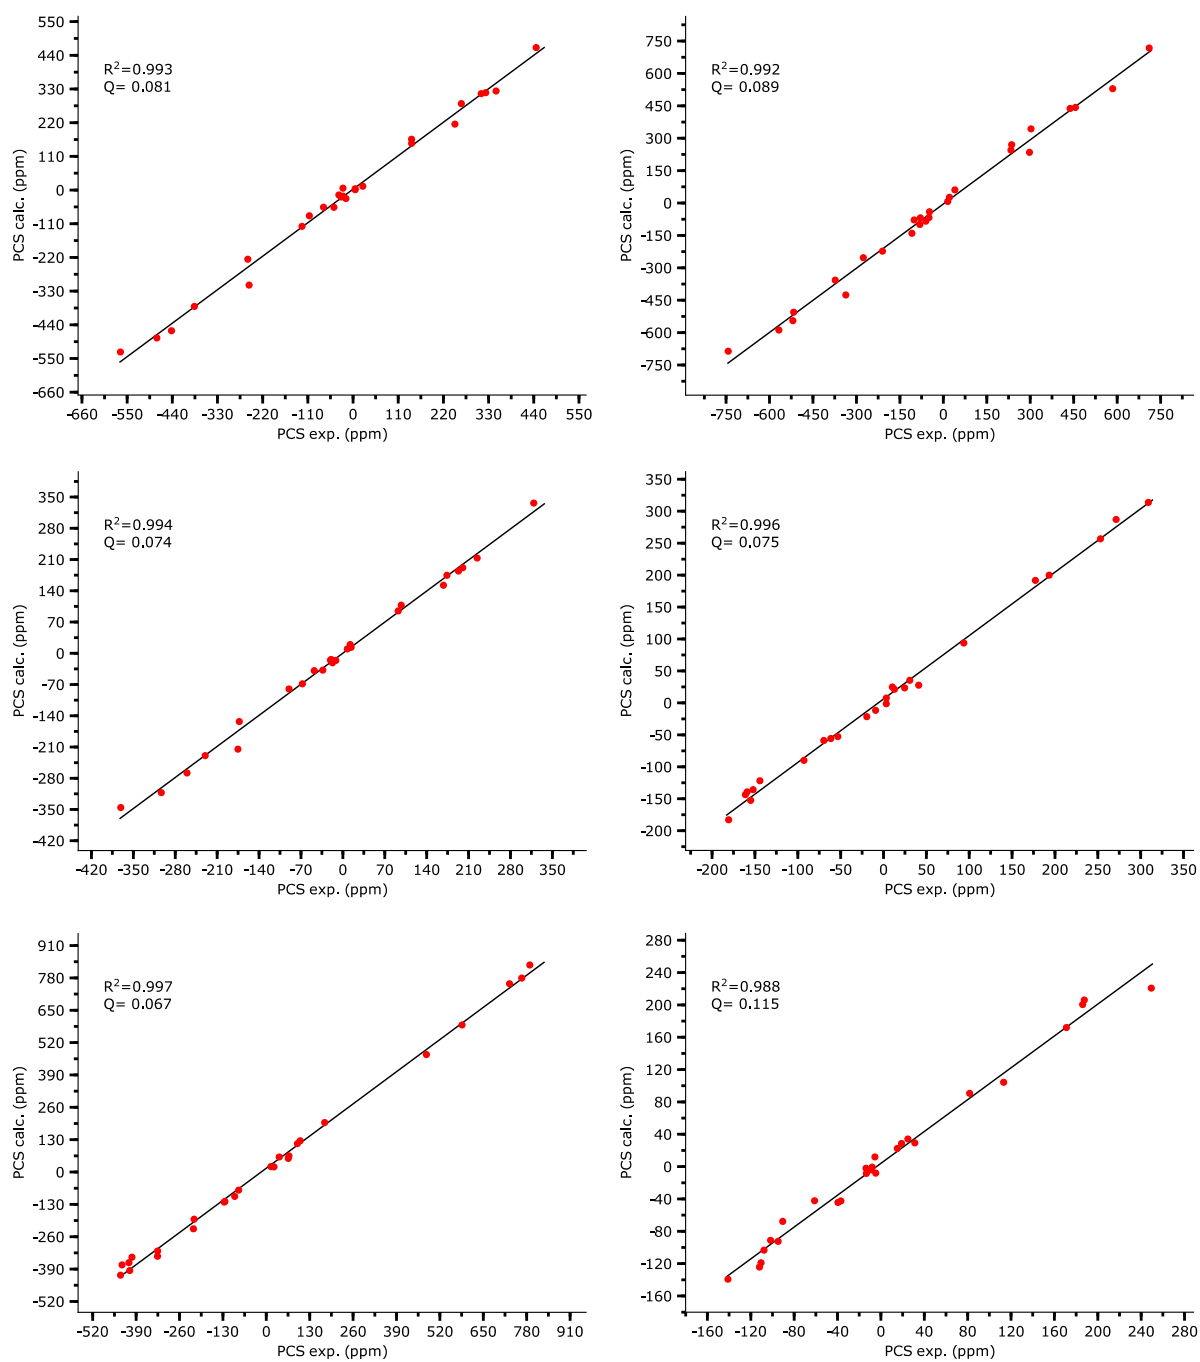 550
440
330
220
110
0
-110
-220
-330
-440
-550
-660
PCS calc. (ppm)
R²=0.993
Q= 0.081
-660 -550 -440 -330 -220 -110 0 110 220 330 440 550
PCS exp. (ppm)
750
600
450
300
150
0
-150
-300
-450
-600
-750
PCS calc. (ppm)
R²=0.992
Q= 0.089
-750 -600 -450 -300 -150 0 150 300 450 600 750
PCS exp. (ppm)
350
280
210
140
70
0
-70
-140
-210
-280
-350
-420
PCS calc. (ppm)
R²=0.994
Q= 0.074
-420 -350 -280 -210 -140 -70 0 70 140 210 280 350
PCS exp. (ppm)
350
300
250
200
150
100
50
0
-50
-100
-150
-200
PCS calc. (ppm)
R²=0.996
Q= 0.075
-200 -150 -100 -50 0 50 100 150 200 250 300 350
PCS exp. (ppm)
910
780
650
520
390
260
130
0
-130
-260
-390
-520
PCS calc. (ppm)
R²=0.997
Q= 0.067
-520 -390 -260 -130 0 130 260 390 520 650 780 910
PCS exp. (ppm)
280
240
200
160
120
80
40
0
-40
-80
-120
-160
PCS calc. (ppm)
R²=0.988
Q= 0.115
-160 -120 -80 -40 0 40 80 120 160 200 240 280
PCS exp. (ppm)